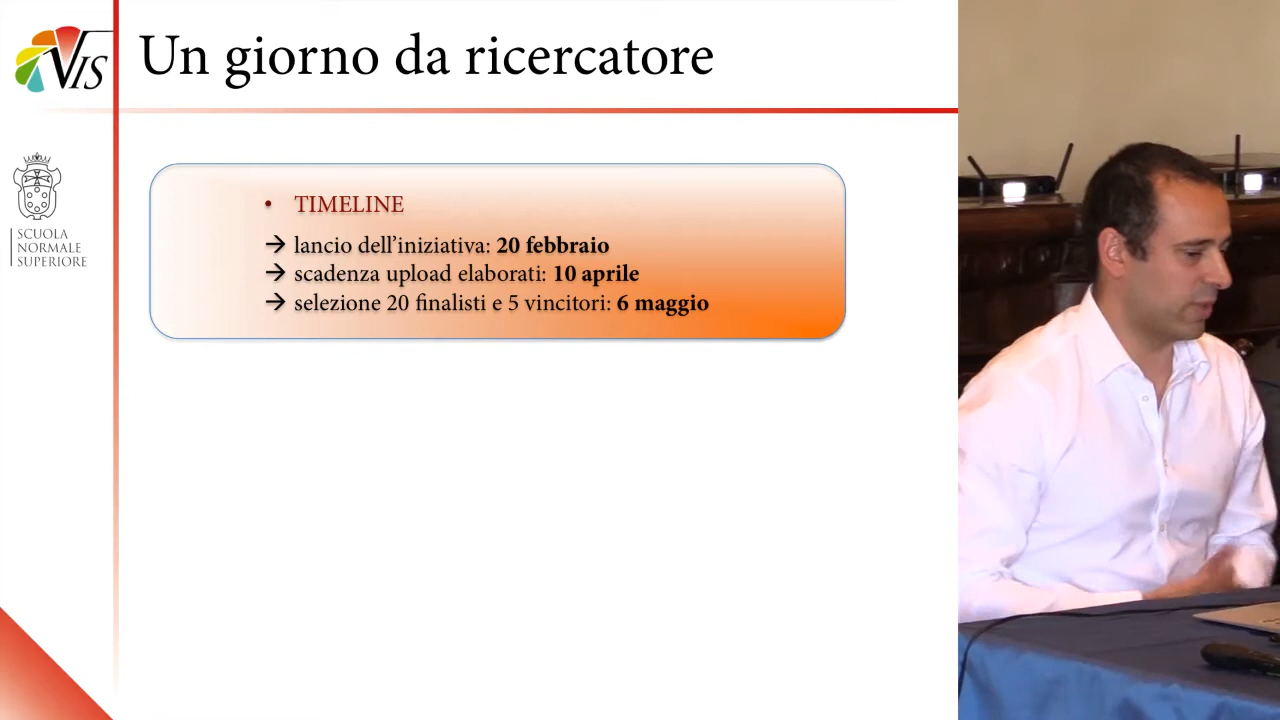 VIS
Un giorno da ricercatore
SCUOLA
NORMALE
SUPERIORE
• TIMELINE
→ lancio dell'iniziativa: 20 febbraio
→ scadenza upload elaborati: 10 aprile
→ selezione 20 finalisti e 5 vincitori: 6 maggio